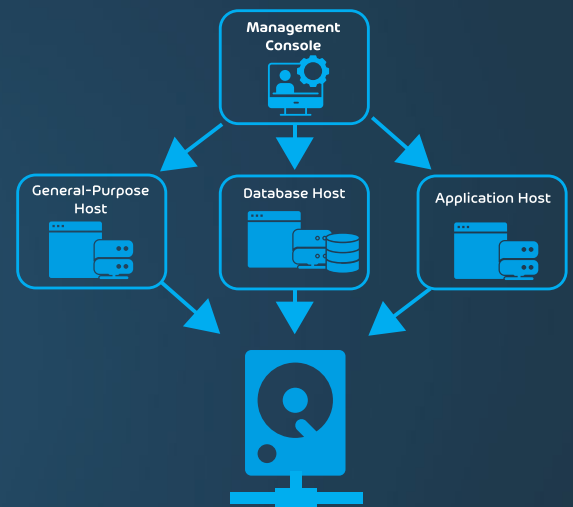 Management
Console
General-Purpose
Host
Database Host
Application Host